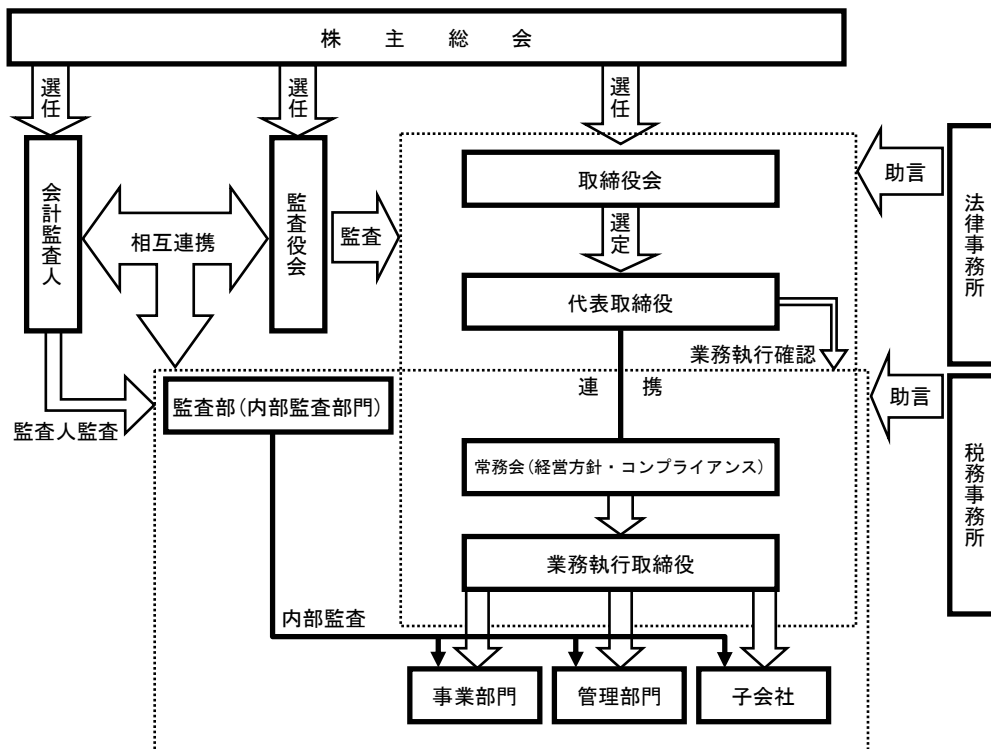 株主総会
選任
選任
選任
会計監査人
相互連携
監査役会
監査
取締役会
助言
法律事務所
選定
代表取締役
業務執行確認
連携
助言
税務事務所
監査部(内部監査部門)
監査人監査
常務会(経営方針・コンプライアンス)
業務執行取締役
内部監査
事業部門
管理部門
子会社